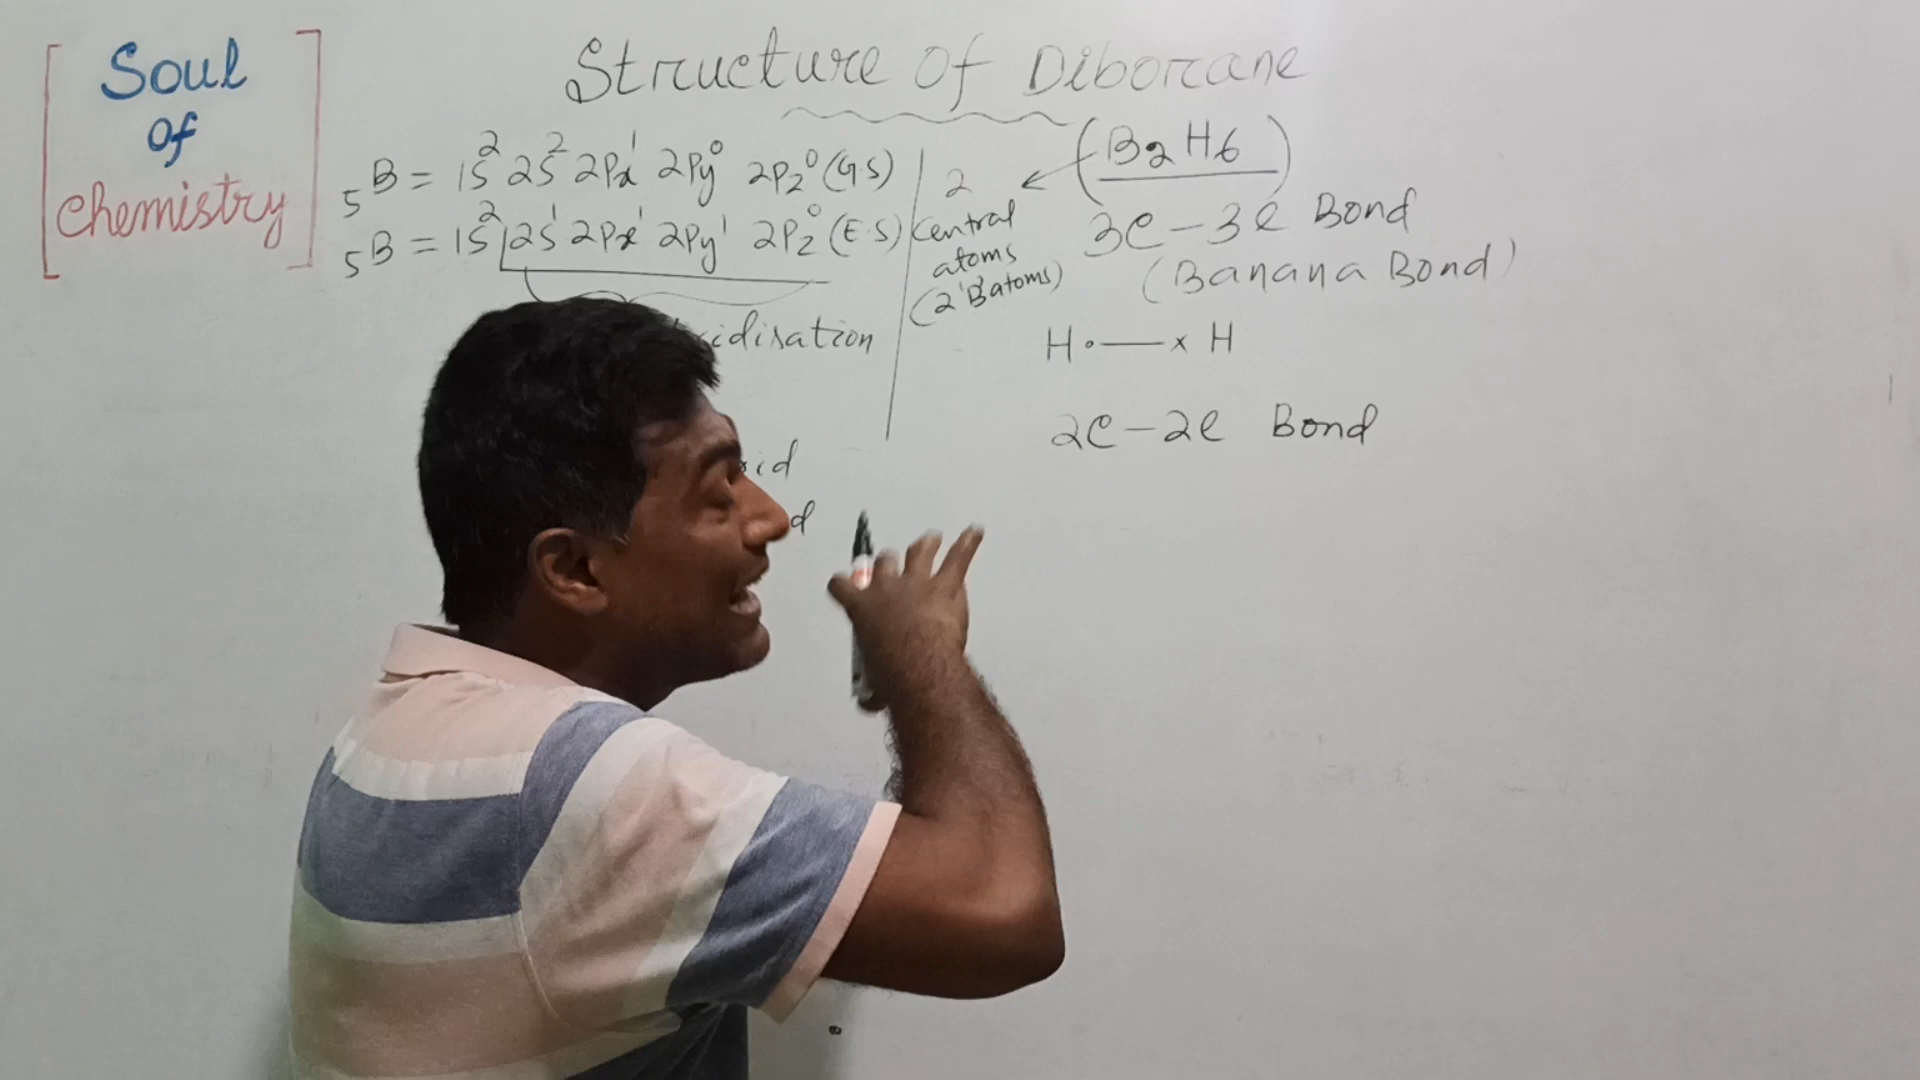 Soul
Of
Chemistry
Structure Of Diborane
5B = 1S² 2S² 2Px¹ 2Py⁰ 2Pz⁰ (G.S)
5B = 1S² 2S¹ 2Px¹ 2Py¹ 2Pz⁰ (E.S)
2
Central
atoms
(2 'B' atoms)
(B2H6)
3C-3e Bond
(Banana Bond)
H•—x H
2C-2e Bond